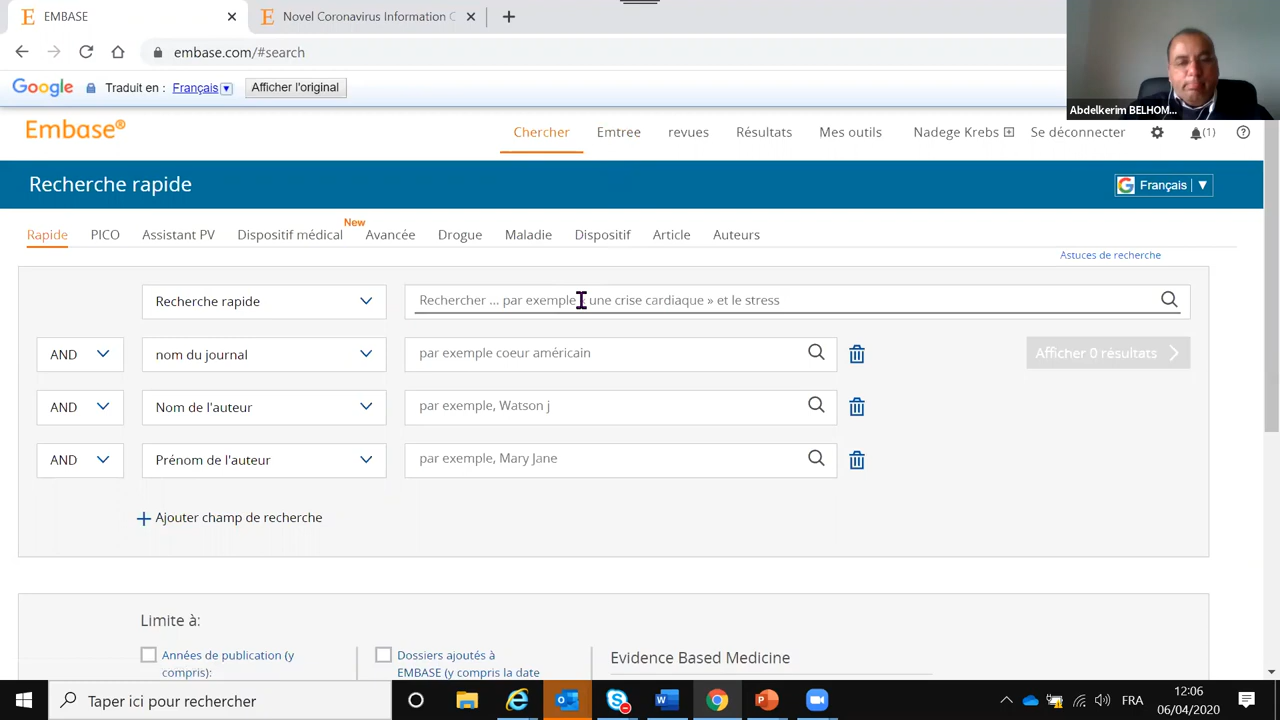 EMBASE
Novel Coronavirus Information C
embase.com/#search
Google Traduit en : Français Afficher l'original
Abdelkerim BELHOM...
Embase®
Chercher Emtree revues Résultats Mes outils Nadege Krebs Se déconnecter (1)
Recherche rapide
Français
New
Rapide PICO Assistant PV Dispositif médical Avancée Drogue Maladie Dispositif Article Auteurs
Astuces de recherche
Recherche rapide Rechercher ... par exemple « une crise cardiaque » et le stress
AND nom du journal par exemple coeur américain Afficher 0 résultats
AND Nom de l'auteur par exemple, Watson j
AND Prénom de l'auteur par exemple, Mary Jane
Ajouter champ de recherche
Limite à:
Années de publication (y
compris):
Dossiers ajoutés à
EMBASE (y compris la date
Evidence Based Medicine
Taper ici pour rechercher
FRA
12:06
06/04/2020